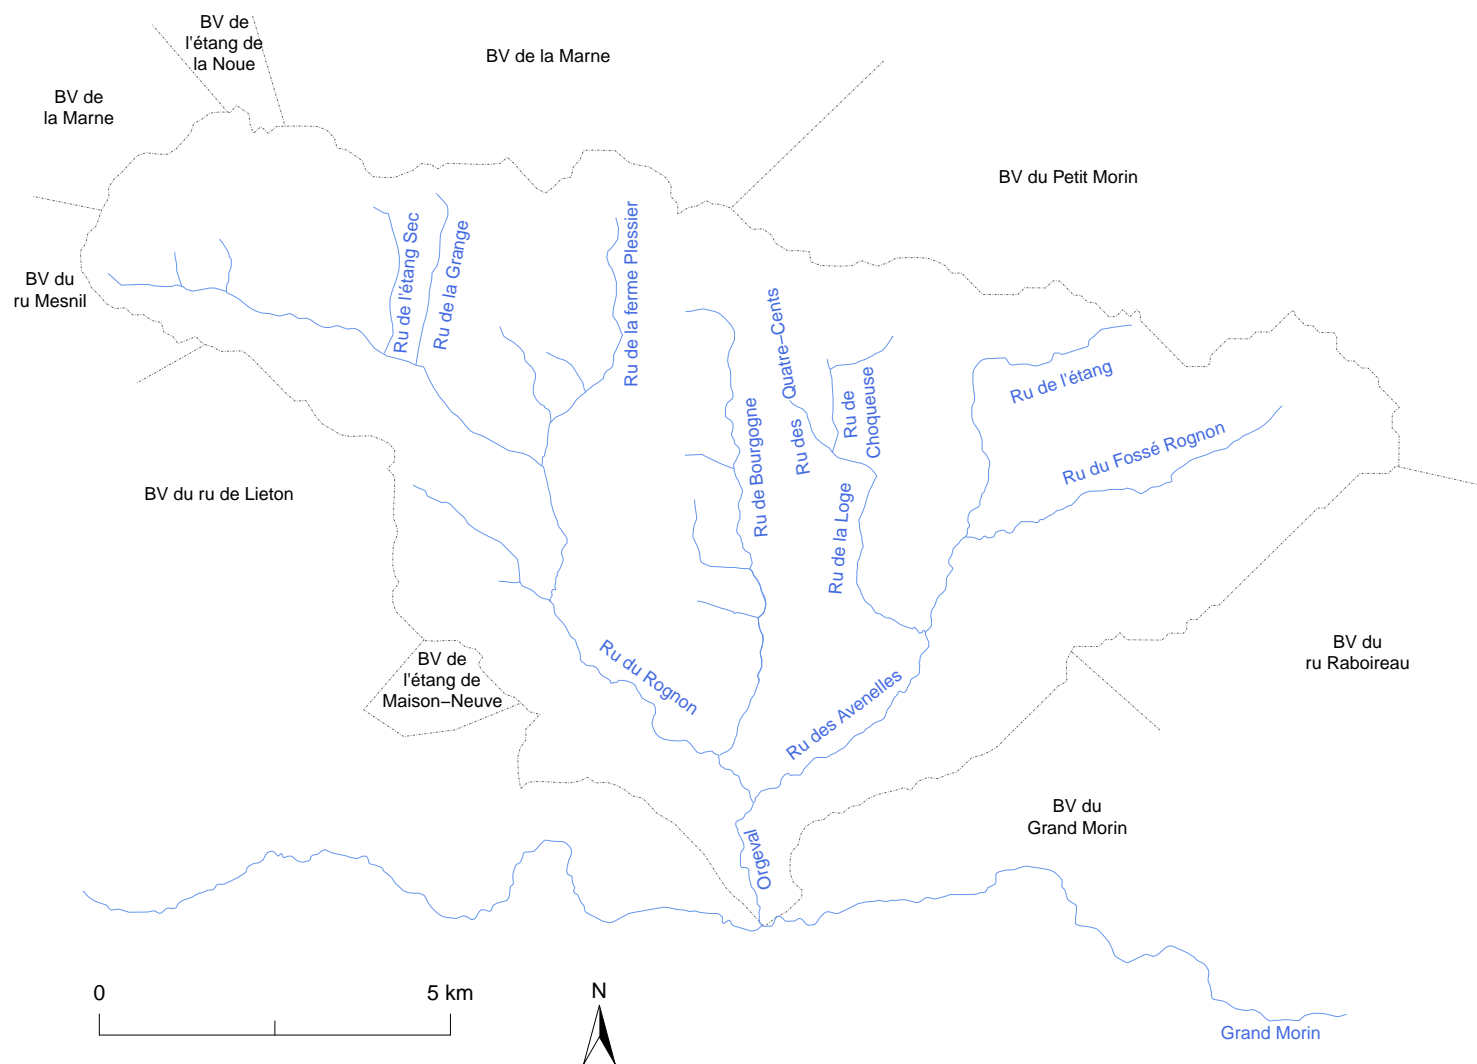 BV de
l'étang de
la Noue
BV de la Marne
BV de
la Marne
BV du Petit Morin
BV du
ru Mesnil
Ru de l'étang Sec
Ru de la Grange
Ru de la ferme Plessier
Ru de Bourgogne
Ru des Quatre−Cents
Ru de
Choqueuse
Ru de la Loge
Ru de l'étang
Ru du Fossé Rognon
BV du ru de Lieton
BV de
l'étang de
Maison−Neuve
Ru du Rognon
Ru des Avenelles
BV du
ru Raboireau
Orgeval
BV du
Grand Morin
0
5 km
N
Grand Morin